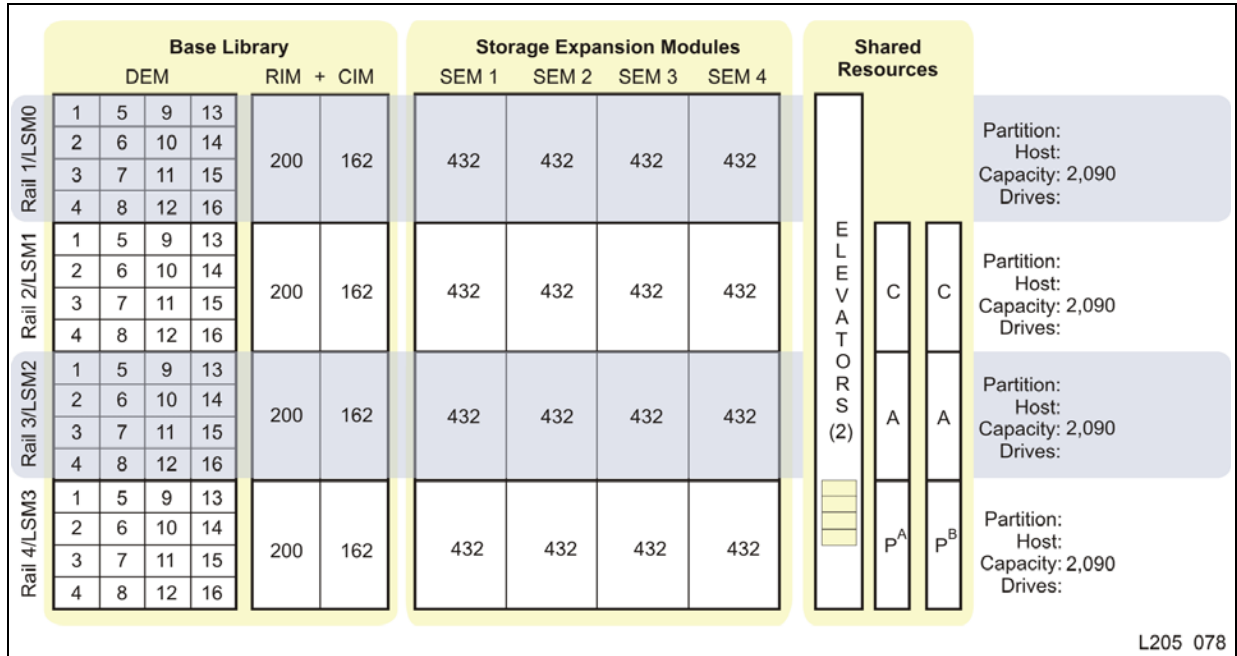 Base Library
Storage Expansion Modules
Shared Resources
DEM
RIM + CIM
SEM 1 SEM 2 SEM 3 SEM 4
Rail 1/LSM0
1 5 9 13
2 6 10 14
3 7 11 15
4 8 12 16
200 162
432 432 432 432
Partition:
Host:
Capacity: 2,090
Drives:
Rail 2/LSM1
1 5 9 13
2 6 10 14
3 7 11 15
4 8 12 16
200 162
432 432 432 432
Partition:
Host:
Capacity: 2,090
Drives:
Rail 3/LSM2
1 5 9 13
2 6 10 14
3 7 11 15
4 8 12 16
200 162
432 432 432 432
Partition:
Host:
Capacity: 2,090
Drives:
Rail 4/LSM3
1 5 9 13
2 6 10 14
3 7 11 15
4 8 12 16
200 162
432 432 432 432
Partition:
Host:
Capacity: 2,090
Drives:
ELEVATORS (2)
C C
A A
P^A P^B
L205_078